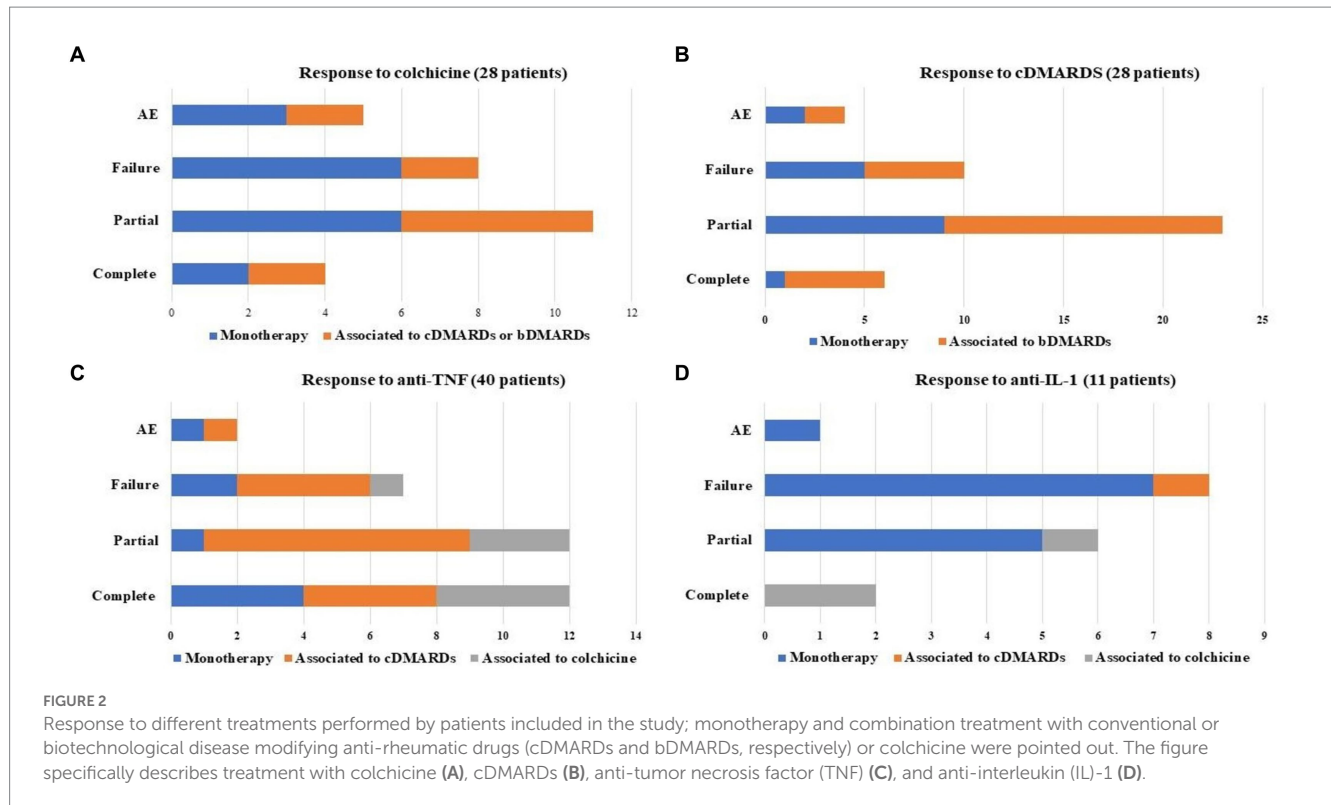 A
Response to colchicine (28 patients)
AE
Failure
Partial
Complete
0 2 4 6 8 10 12
Monotherapy Associated to cDMARDs or bDMARDs
B
Response to cDMARDS (28 patients)
AE
Failure
Partial
Complete
0 5 10 15 20 25
Monotherapy Associated to bDMARDs
C
Response to anti-TNF (40 patients)
AE
Failure
Partial
Complete
0 2 4 6 8 10 12 14
Monotherapy Associated to cDMARDs Associated to colchicine
D
Response to anti-IL-1 (11 patients)
AE
Failure
Partial
Complete
0 1 2 3 4 5 6 7 8 9
Monotherapy Associated to cDMARDs Associated to colchicine
FIGURE 2
Response to different treatments performed by patients included in the study; monotherapy and combination treatment with conventional or
biotechnological disease modifying anti-rheumatic drugs (cDMARDs and bDMARDs, respectively) or colchicine were pointed out. The figure
specifically describes treatment with colchicine (A), cDMARDs (B), anti-tumor necrosis factor (TNF) (C), and anti-interleukin (IL)-1 (D).